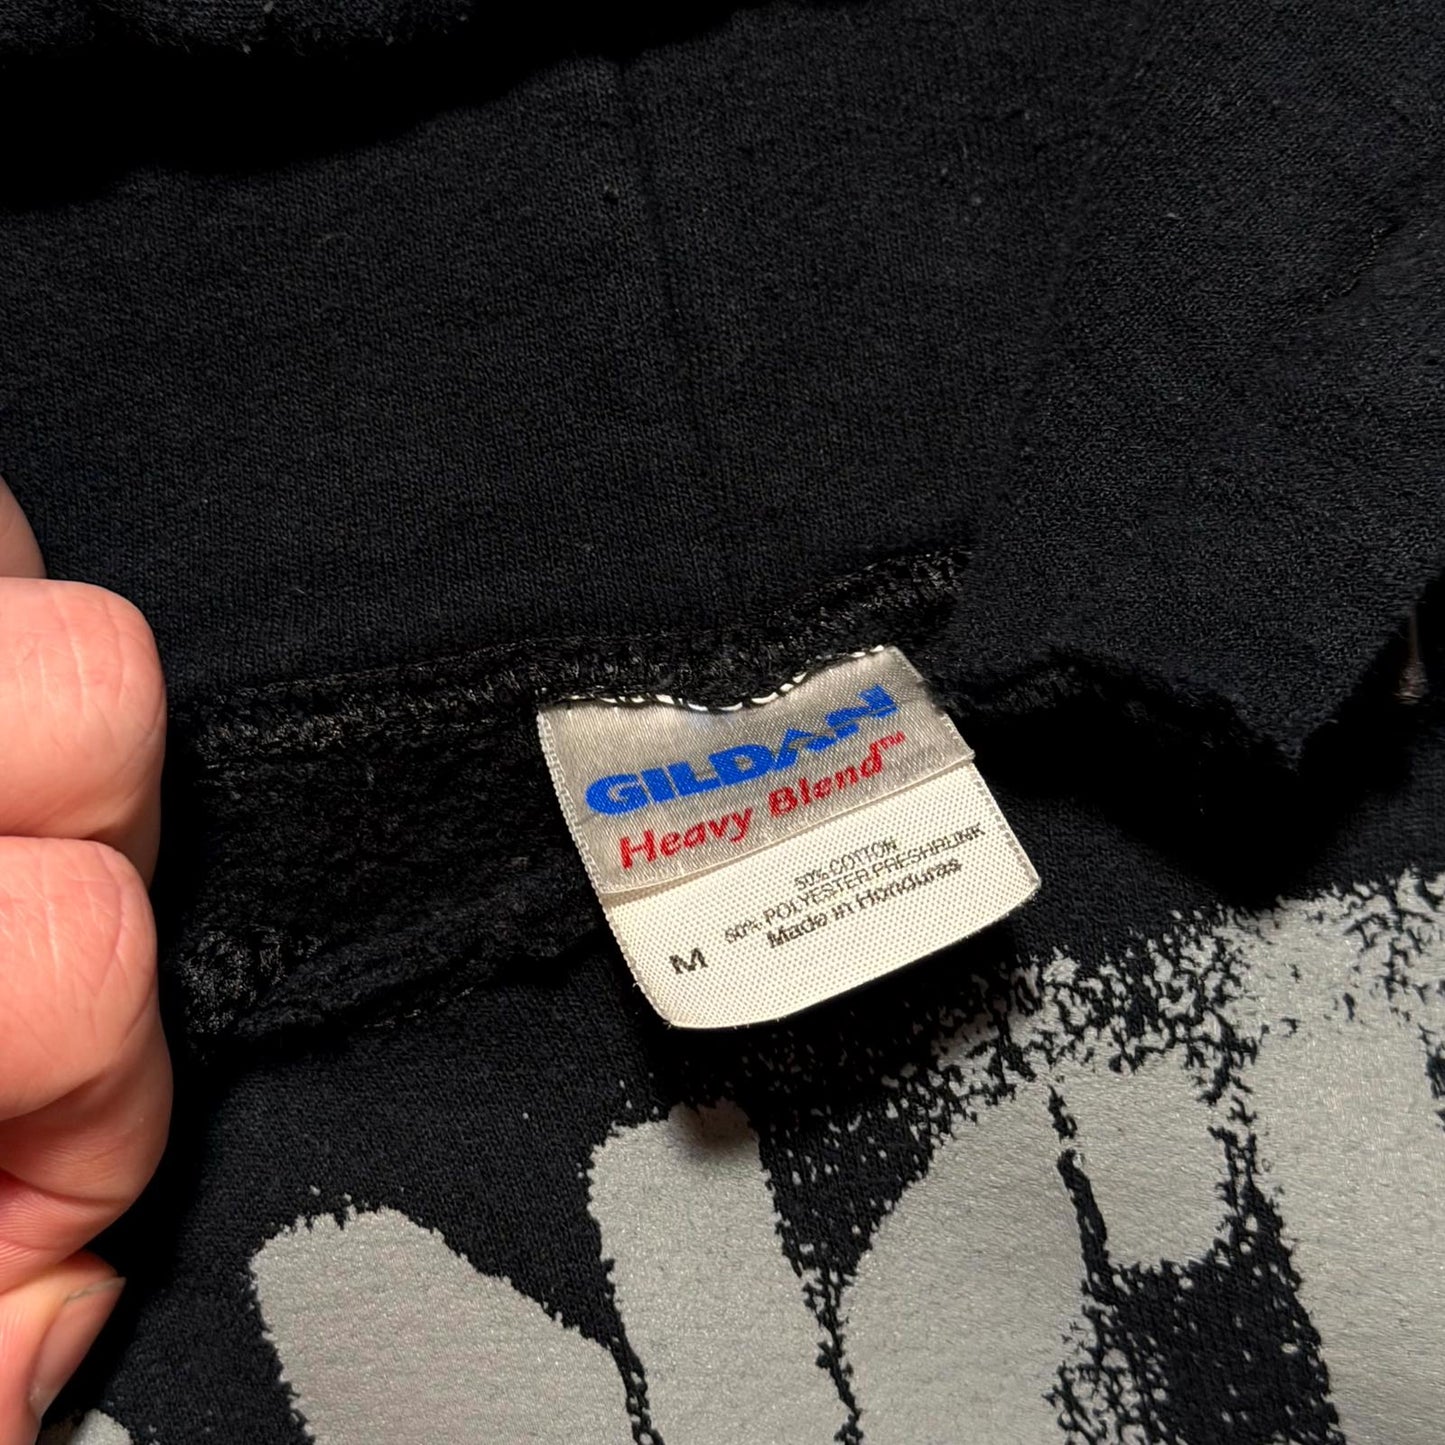 GILDAN
Heavy Blend™
50% COTTON
50% POLYESTER PRESHRUNK
Made in Honduras
M